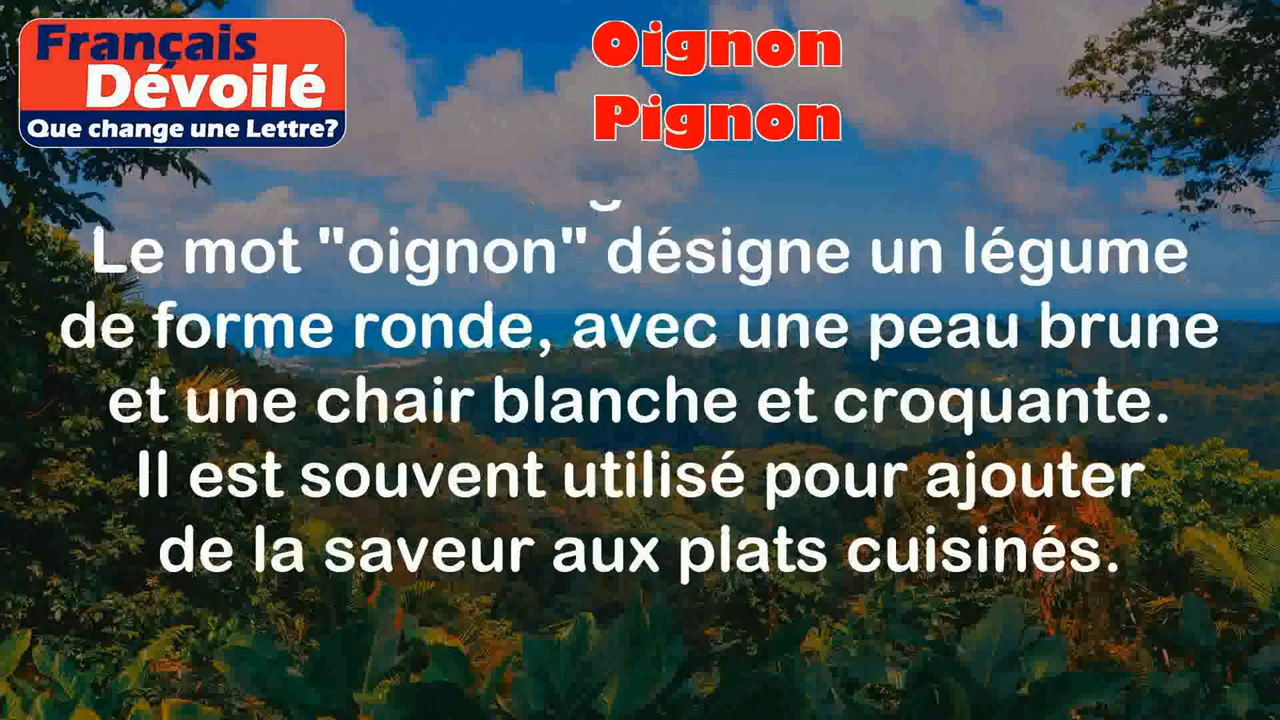 Français
Dévoilé
Que change une Lettre?
Oignon
Pignon
Le mot "oignon" désigne un légume
de forme ronde, avec une peau brune
et une chair blanche et croquante.
Il est souvent utilisé pour ajouter
de la saveur aux plats cuisinés.